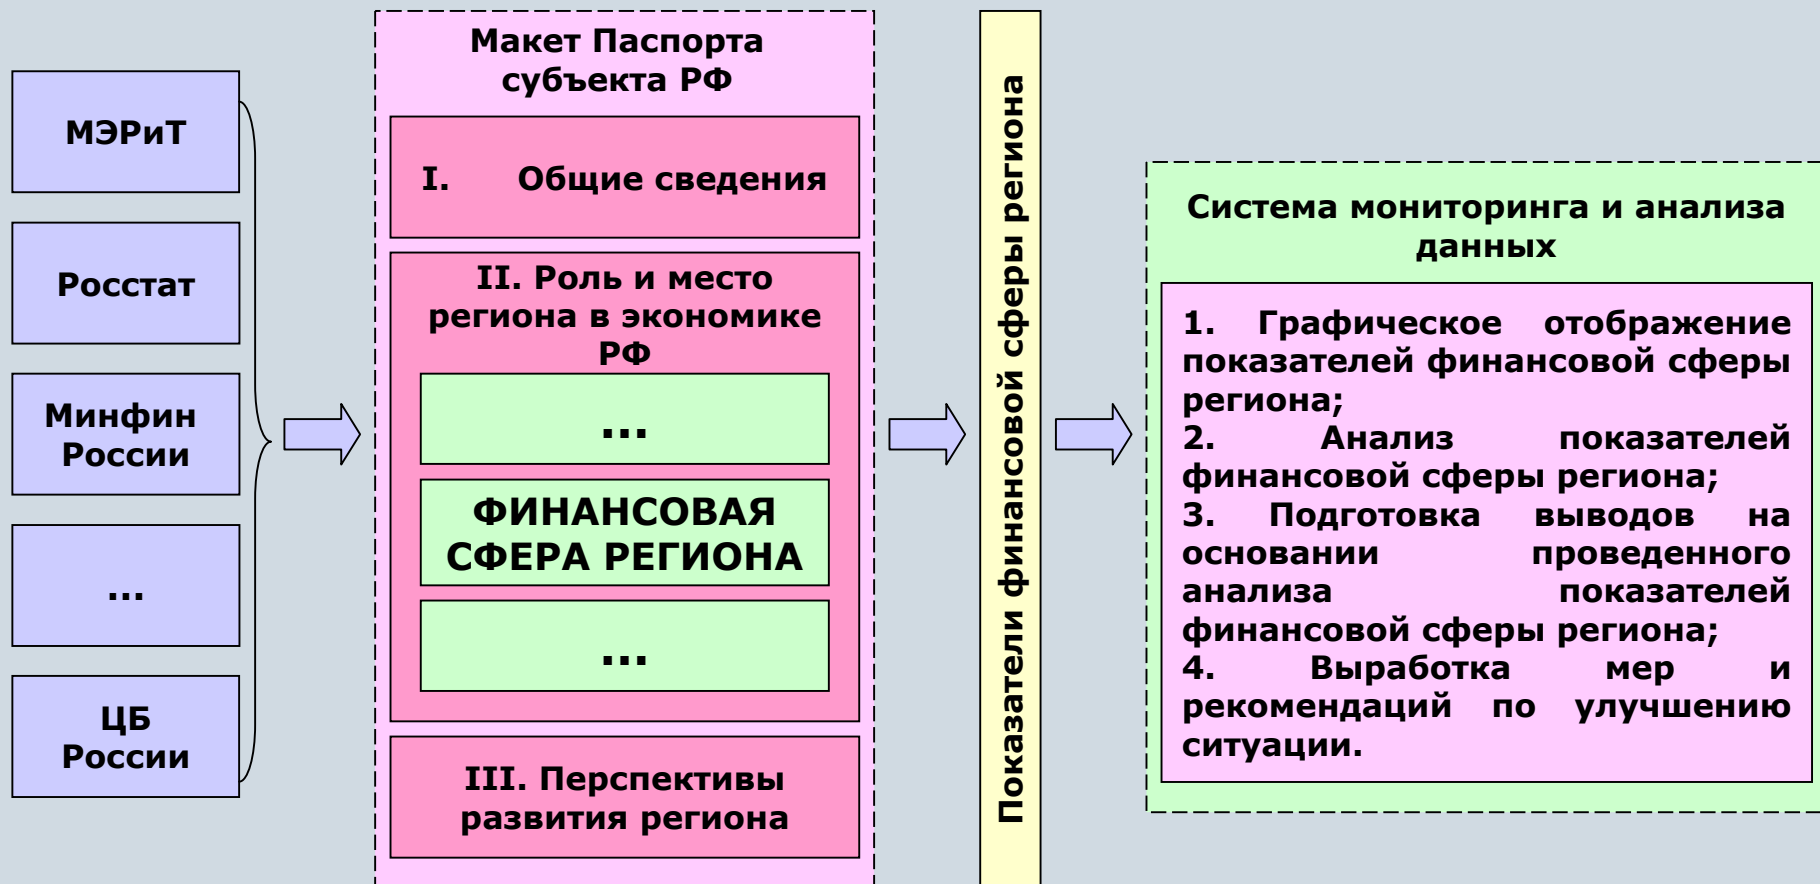 МЭРиТ
Росстат
Минфин
России
...
ЦБ
России
Макет Паспорта
субъекта РФ
I. Общие сведения
II. Роль и место
региона в экономике
РФ
...
ФИНАНСОВАЯ
СФЕРА РЕГИОНА
...
III. Перспективы
развития региона
Показатели финансовой сферы региона
Система мониторинга и анализа
данных
1. Графическое отображение
показателей финансовой сферы
региона;
2. Анализ показателей
финансовой сферы региона;
3. Подготовка выводов на
основании проведенного
анализа показателей
финансовой сферы региона;
4. Выработка мер и
рекомендаций по улучшению
ситуации.